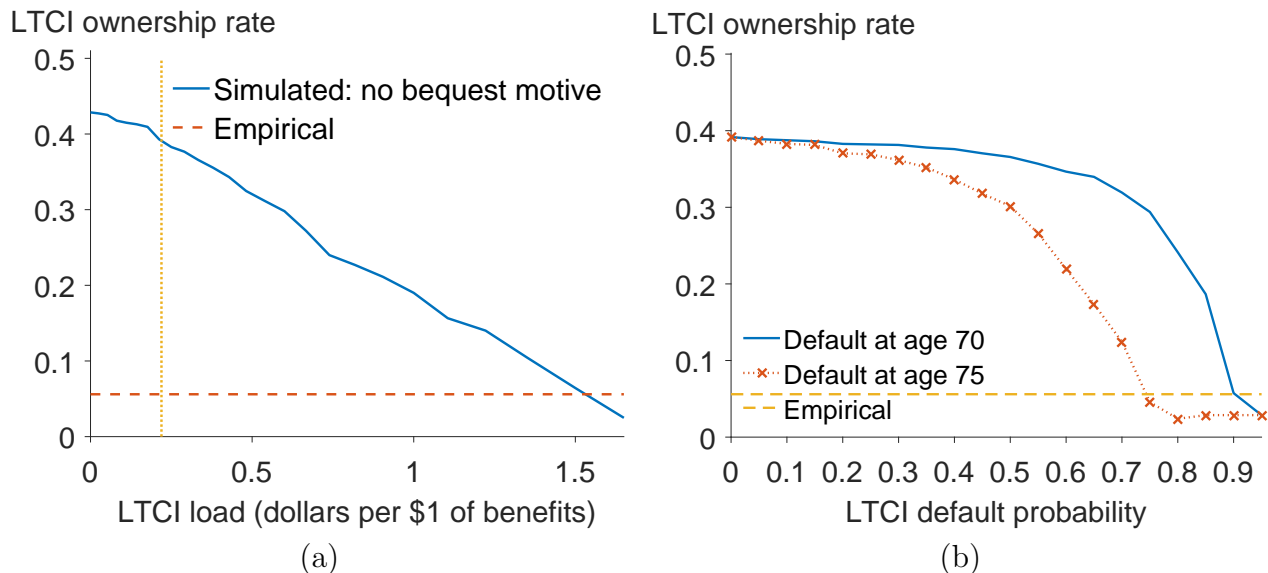 LTCI ownership rate
0.5
0.4
0.3
0.2
0.1
0
Simulated: no bequest motive
Empirical
0 0.5 1 1.5
LTCI load (dollars per $1 of benefits)
(a)
LTCI ownership rate
0.5
0.4
0.3
0.2
0.1
0
Default at age 70
Default at age 75
Empirical
0 0.1 0.2 0.3 0.4 0.5 0.6 0.7 0.8 0.9
LTCI default probability
(b)